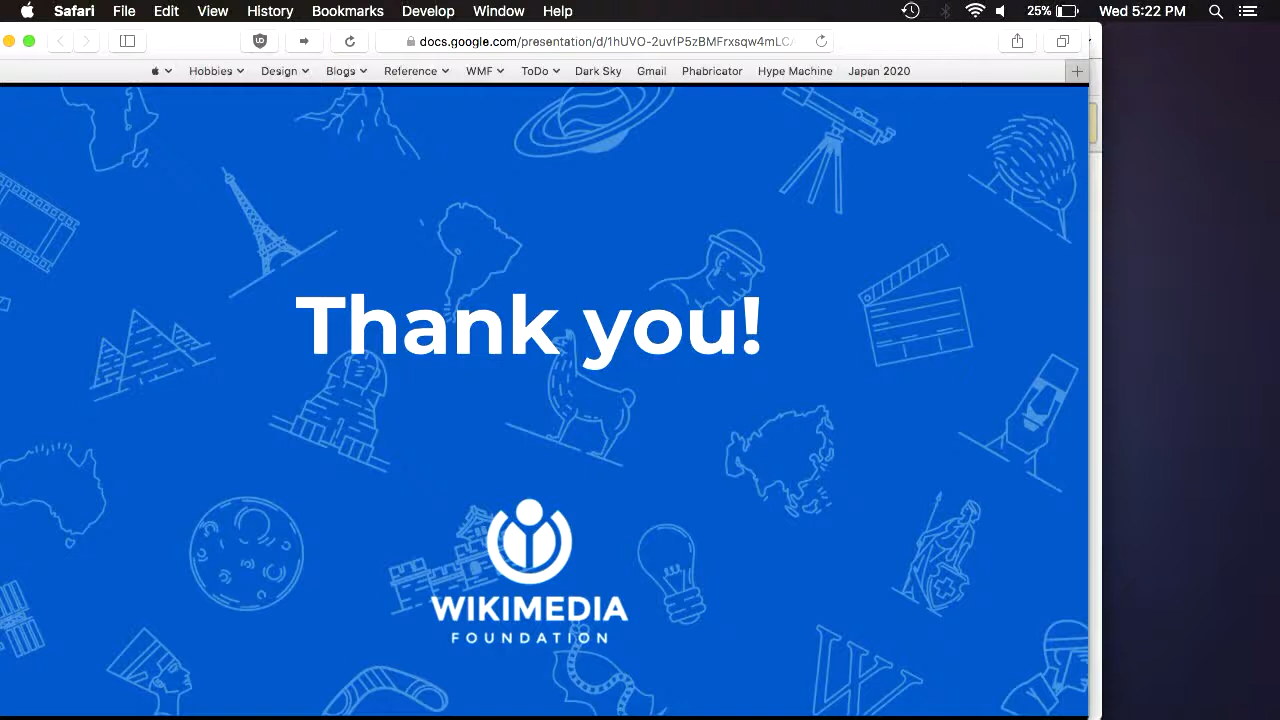 Safari File Edit View History Bookmarks Develop Window Help 25% Wed 5:22 PM
docs.google.com/presentation/d/1hUVO-2uvfP5zBMFrxsqw4mLC
Hobbies Design Blogs Reference WMF ToDo Dark Sky Gmail Phabricator Hype Machine Japan 2020
Thank you!
WIKIMEDIA
FOUNDATION
W